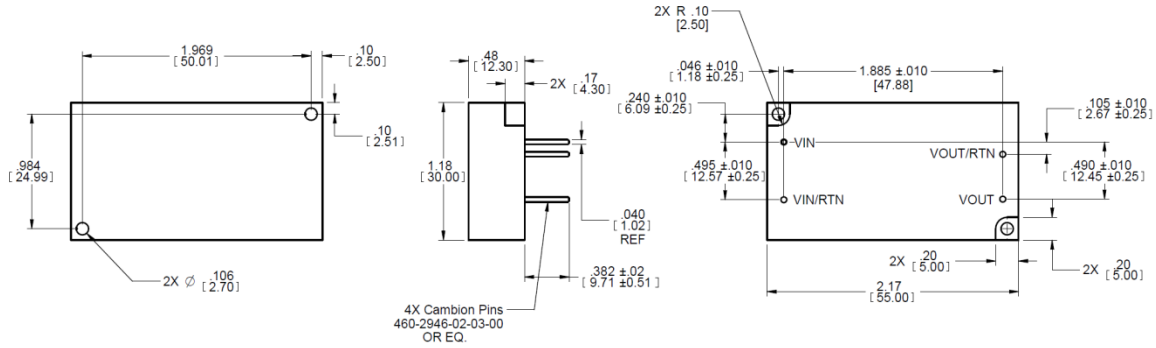 1.969
[ 50.01 ]
.10
[ 2.50 ]
.10
[ 2.51 ]
.984
[ 24.99 ]
2X Ø .106
[ 2.70 ]
.48
[ 12.30 ]
2X .17
[ 4.30 ]
1.18
[ 30.00 ]
.040
[ 1.02 ]
REF
.382 ±.02
[ 9.71 ±0.51 ]
4X Cambion Pins
460-2946-02-03-00
OR EQ.
2X R .10
[2.50]
.046 ±.010
[ 1.18 ±0.25 ]
1.885 ±.010
[47.88]
.240 ±.010
[ 6.09 ±0.25 ]
.105 ±.010
[ 2.67 ±0.25 ]
VIN
VOUT/RTN
.495 ±.010
[ 12.57 ±0.25 ]
.490 ±.010
[ 12.45 ±0.25 ]
VIN/RTN
VOUT
2X .20
[ 5.00 ]
2X .20
[ 5.00 ]
2.17
[ 55.00 ]